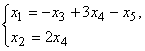 x₁ = −x₃ + 3x₄ − x₅,
x₂ = 2x₄